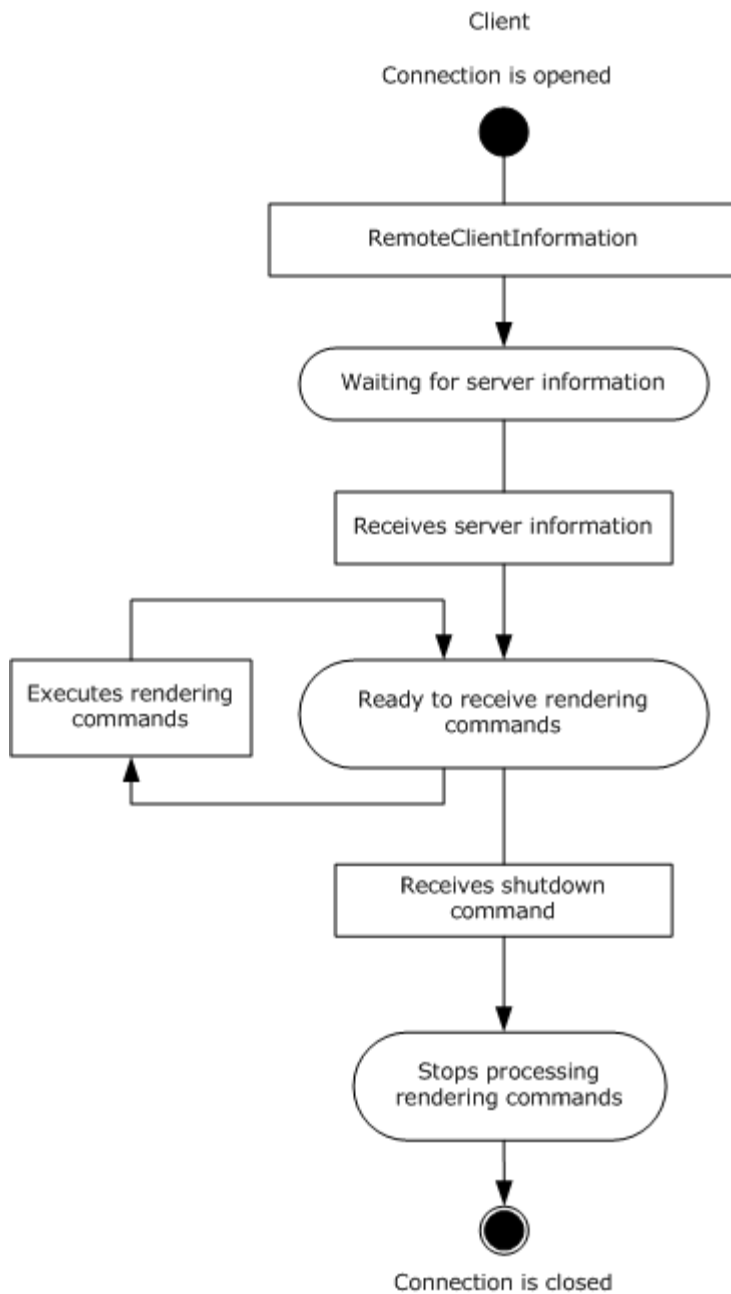 Client
Connection is opened
RemoteClientInformation
Waiting for server information
Receives server information
Executes rendering
commands
Ready to receive rendering
commands
Receives shutdown
command
Stops processing
rendering commands
Connection is closed